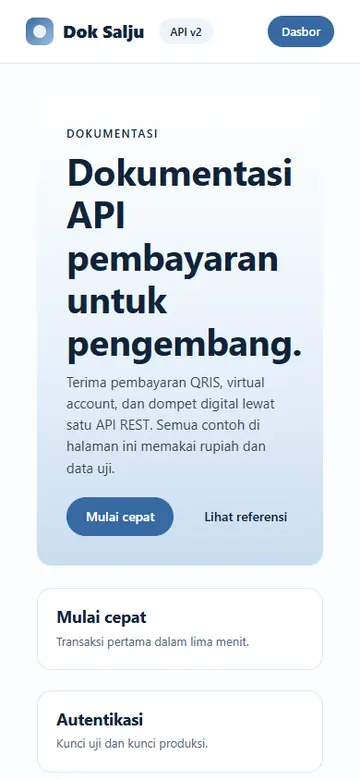 Dok Salju
API v2
Dasbor
DOKUMENTASI
Dokumentasi
API
pembayaran
untuk
pengembang.
Terima pembayaran QRIS, virtual
account, dan dompet digital lewat
satu API REST. Semua contoh di
halaman ini memakai rupiah dan
data uji.
Mulai cepat
Lihat referensi
Mulai cepat
Transaksi pertama dalam lima menit.
Autentikasi
Kunci uji dan kunci produksi.